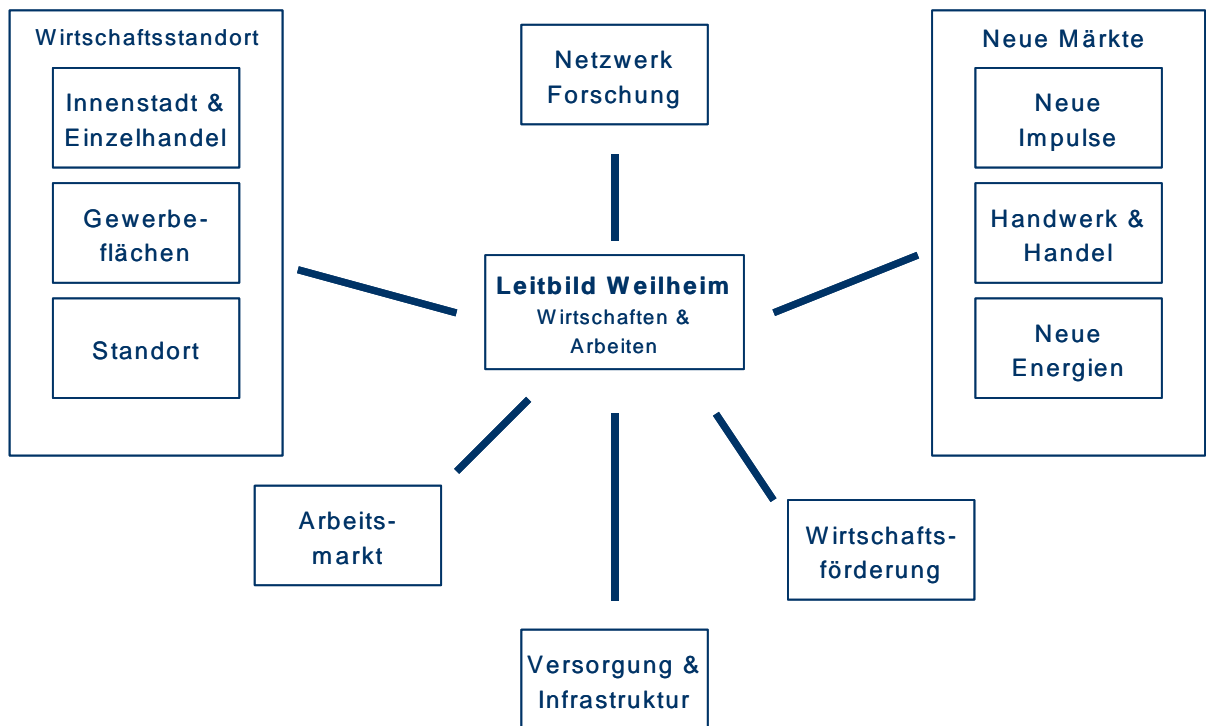 Wirtschaftsstandort
Innenstadt &
Einzelhandel
Gewerbe-
flächen
Standort
Netzwerk
Forschung
Neue Märkte
Neue
Impulse
Handwerk &
Handel
Neue
Energien
Leitbild Weilheim
Wirtschaften &
Arbeiten
Arbeits-
markt
Wirtschafts-
förderung
Versorgung &
Infrastruktur